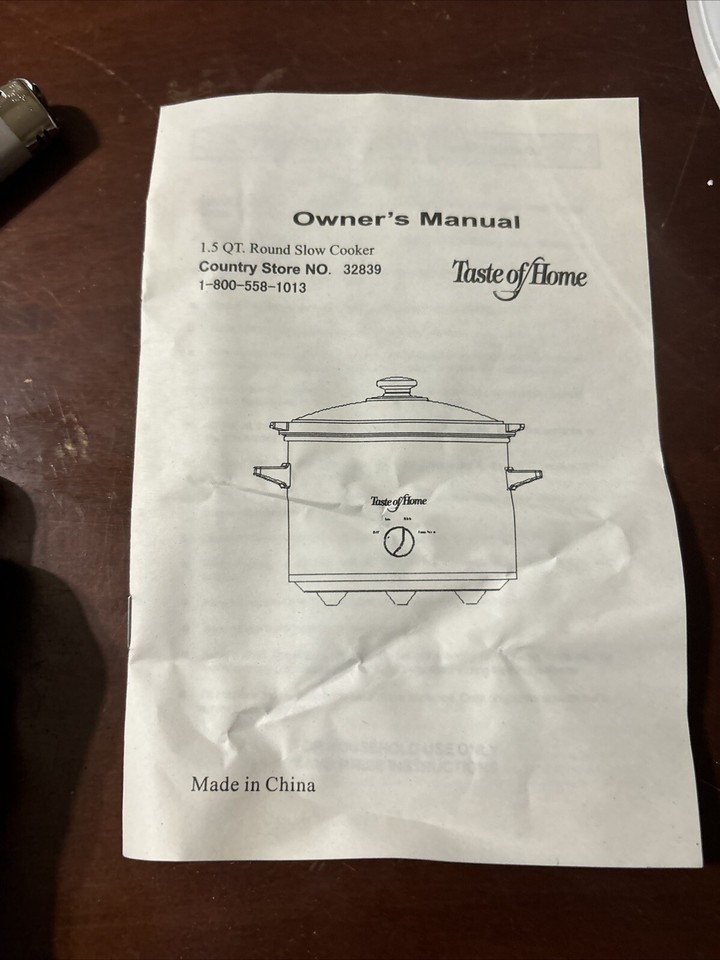 Owner's Manual
1.5 QT. Round Slow Cooker
Country Store NO. 32839
1-800-558-1013
Taste of Home
Taste of Home
Made in China